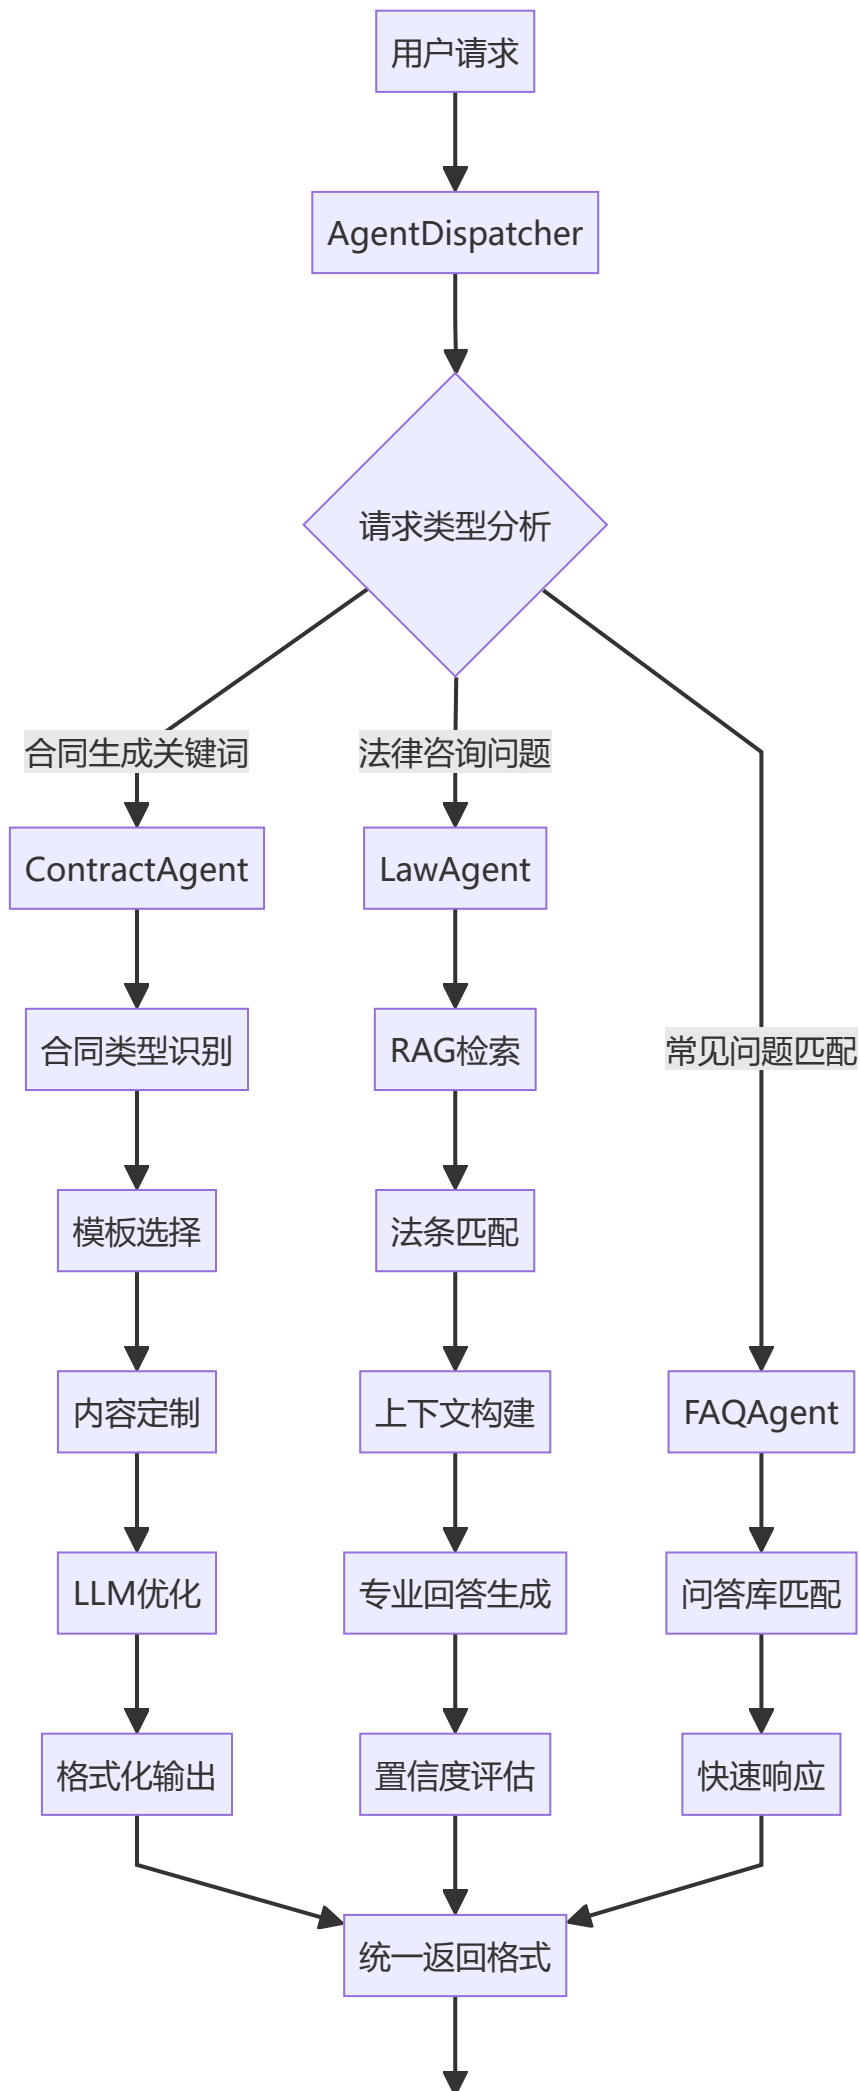 用户请求
AgentDispatcher
请求类型分析
合同生成关键词
法律咨询问题
ContractAgent
LawAgent
合同类型识别
RAG检索
常见问题匹配
模板选择
法条匹配
内容定制
上下文构建
FAQAgent
LLM优化
专业回答生成
问答库匹配
格式化输出
置信度评估
快速响应
统一返回格式